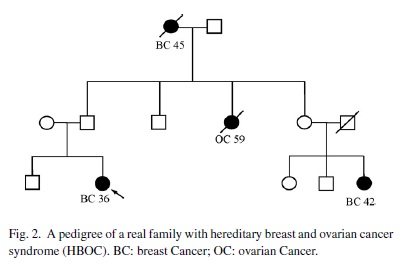 BC 45
OC 59
BC 36
BC 42
Fig. 2. A pedigree of a real family with hereditary breast and ovarian cancer
syndrome (HBOC). BC: breast Cancer; OC: ovarian Cancer.